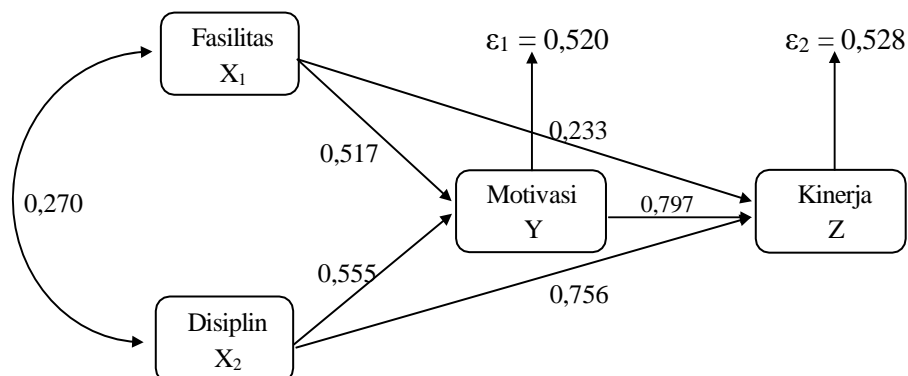 Fasilitas
X₁
ε₁ = 0,520
ε₂ = 0,528
0,233
0,517
0,270
Motivasi
Y
0,797
Kinerja
Z
0,555
0,756
Disiplin
X₂